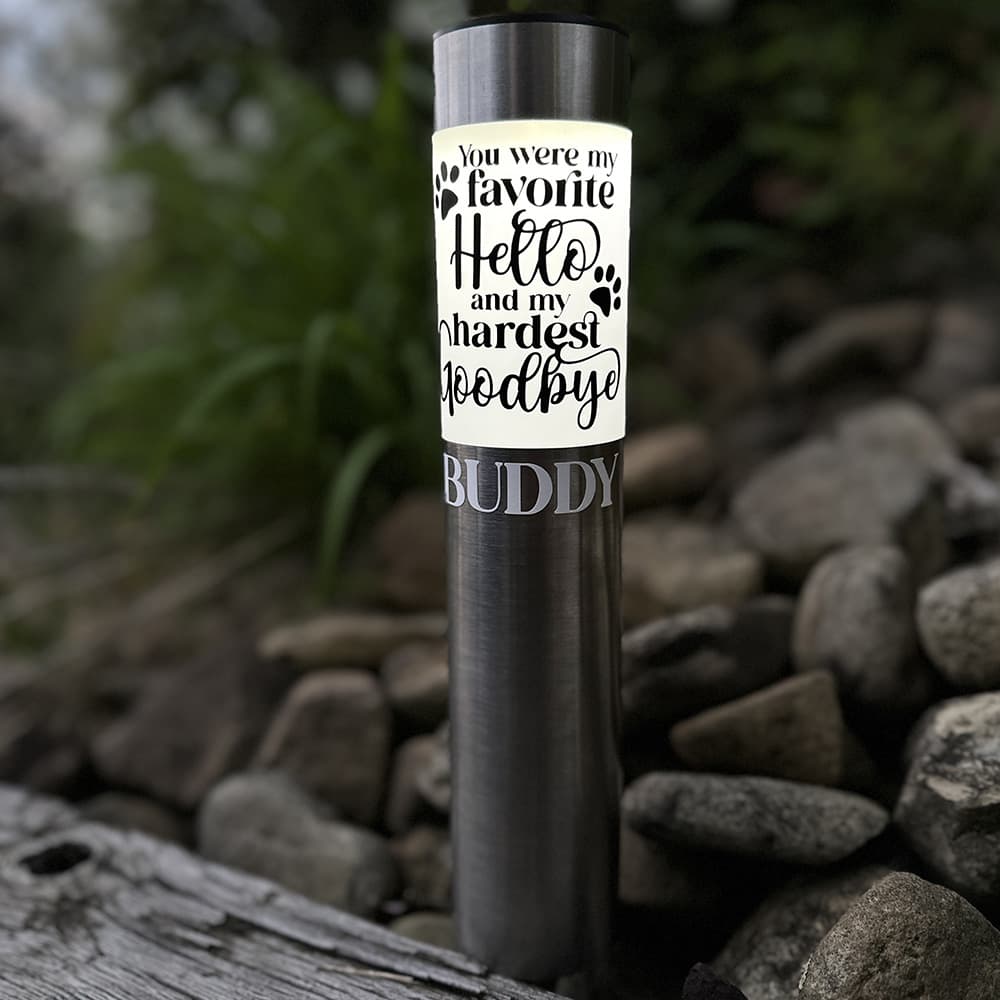 You were my
favorite
Hello
and my
hardest
Goodbye
BUDDY